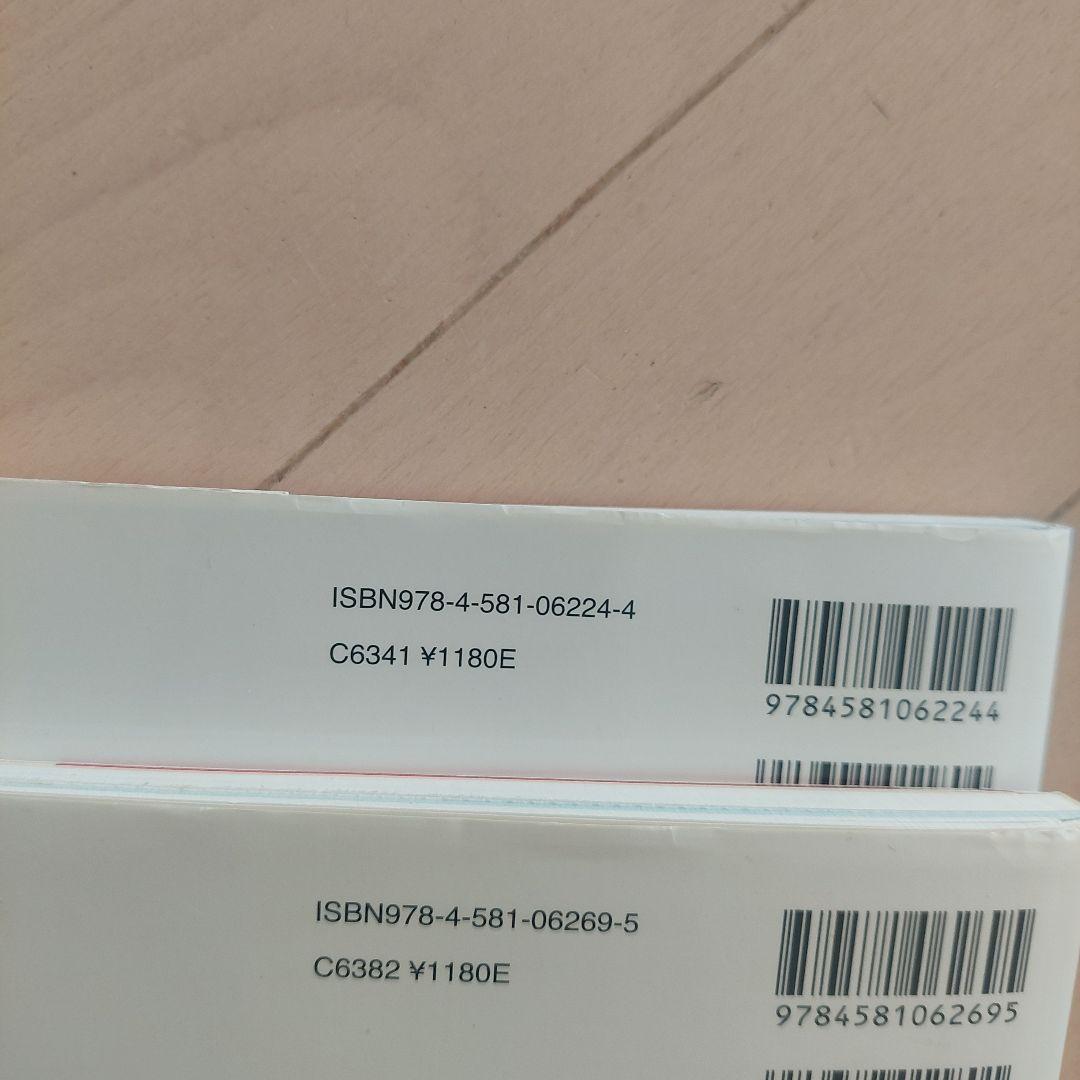 ISBN978-4-581-06224-4
C6341 ¥1180E
9784581062244
ISBN978-4-581-06269-5
C6382 ¥1180E
9784581062695